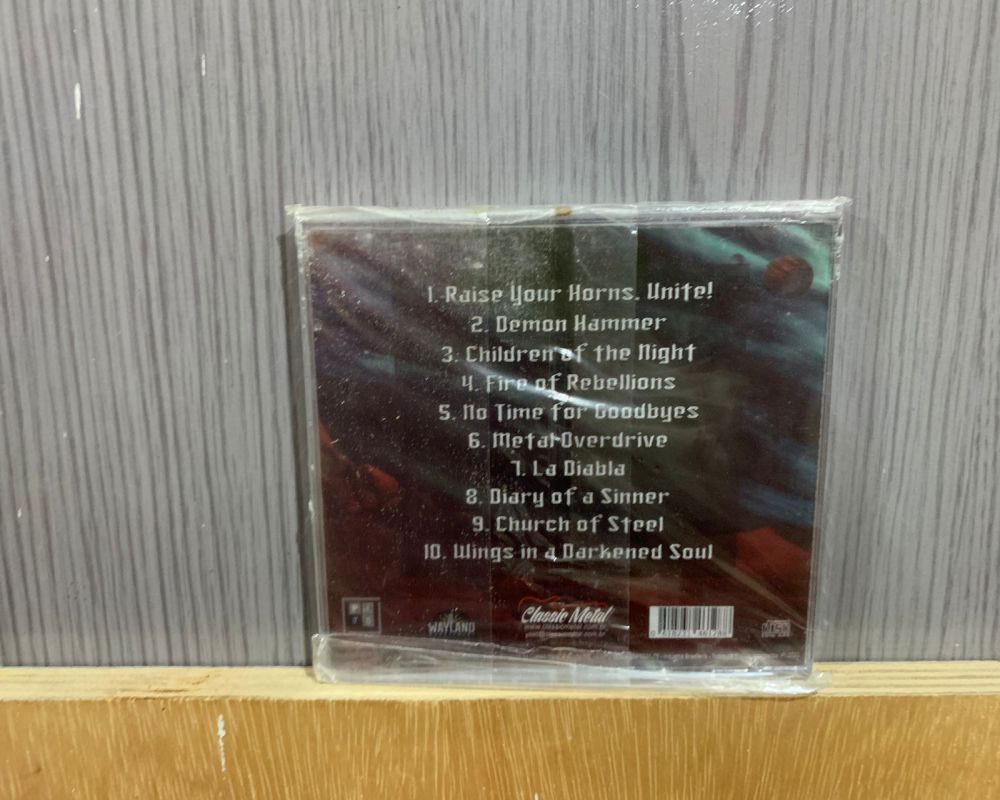 1. Raise Your Horns, Unite!
2. Demon Hammer
3. Children of the Night
4. Fire of Rebellions
5. No Time for Goodbyes
6. Metal Overdrive
7. La Diabla
8. Diary of a Sinner
9. Church of Steel
10. Wings in a Darkened Soul
WAYLAND
Classic Metal